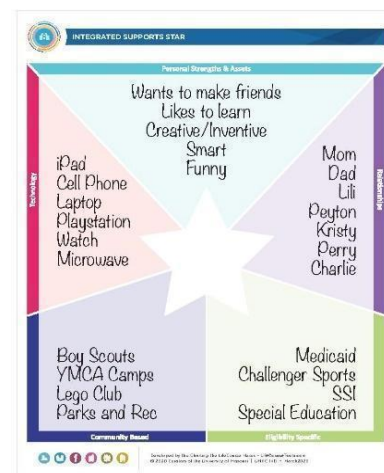 INTEGRATED SUPPORTS STAR
Personal Strengths & Assets
Wants to make friends
Likes to learn
Creative/Inventive
Smart
Funny
Technology
iPad
Cell Phone
Laptop
Playstation
Watch
Microwave
Relationships
Mom
Dad
Lili
Peyton
Kristy
Perry
Charlie
Community Based
Boy Scouts
YMCA Camps
Lego Club
Parks and Rec
Eligibility Specific
Medicaid
Challenger Sports
SSI
Special Education